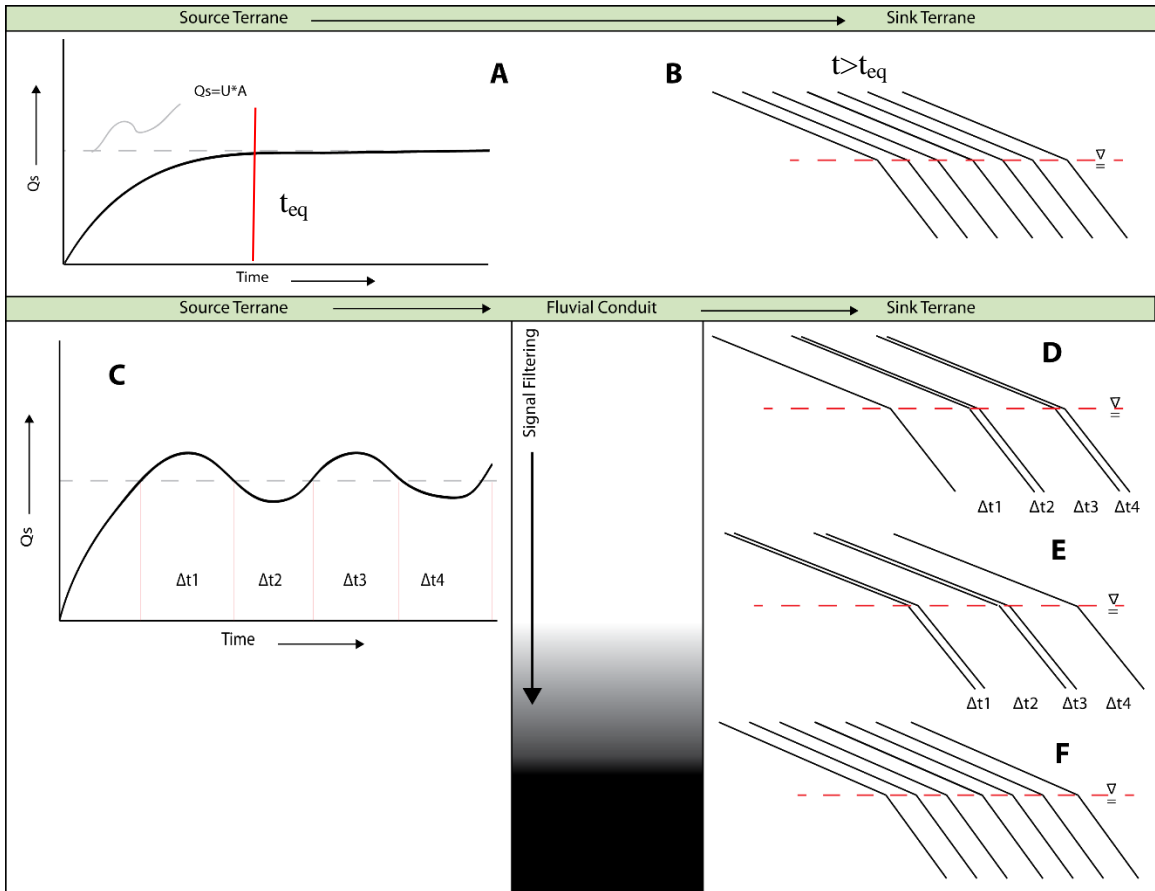 Source Terrane
Sink Terrane
A
B
t>teq
Qs=U*A
Qs
teq
Time
Source Terrane
Fluvial Conduit
Sink Terrane
C
Signal Filtering
D
Qs
Δt1
Δt2
Δt3
Δt4
Time
Δt1
Δt2
Δt3
Δt4
E
Δt1
Δt2
Δt3
Δt4
F